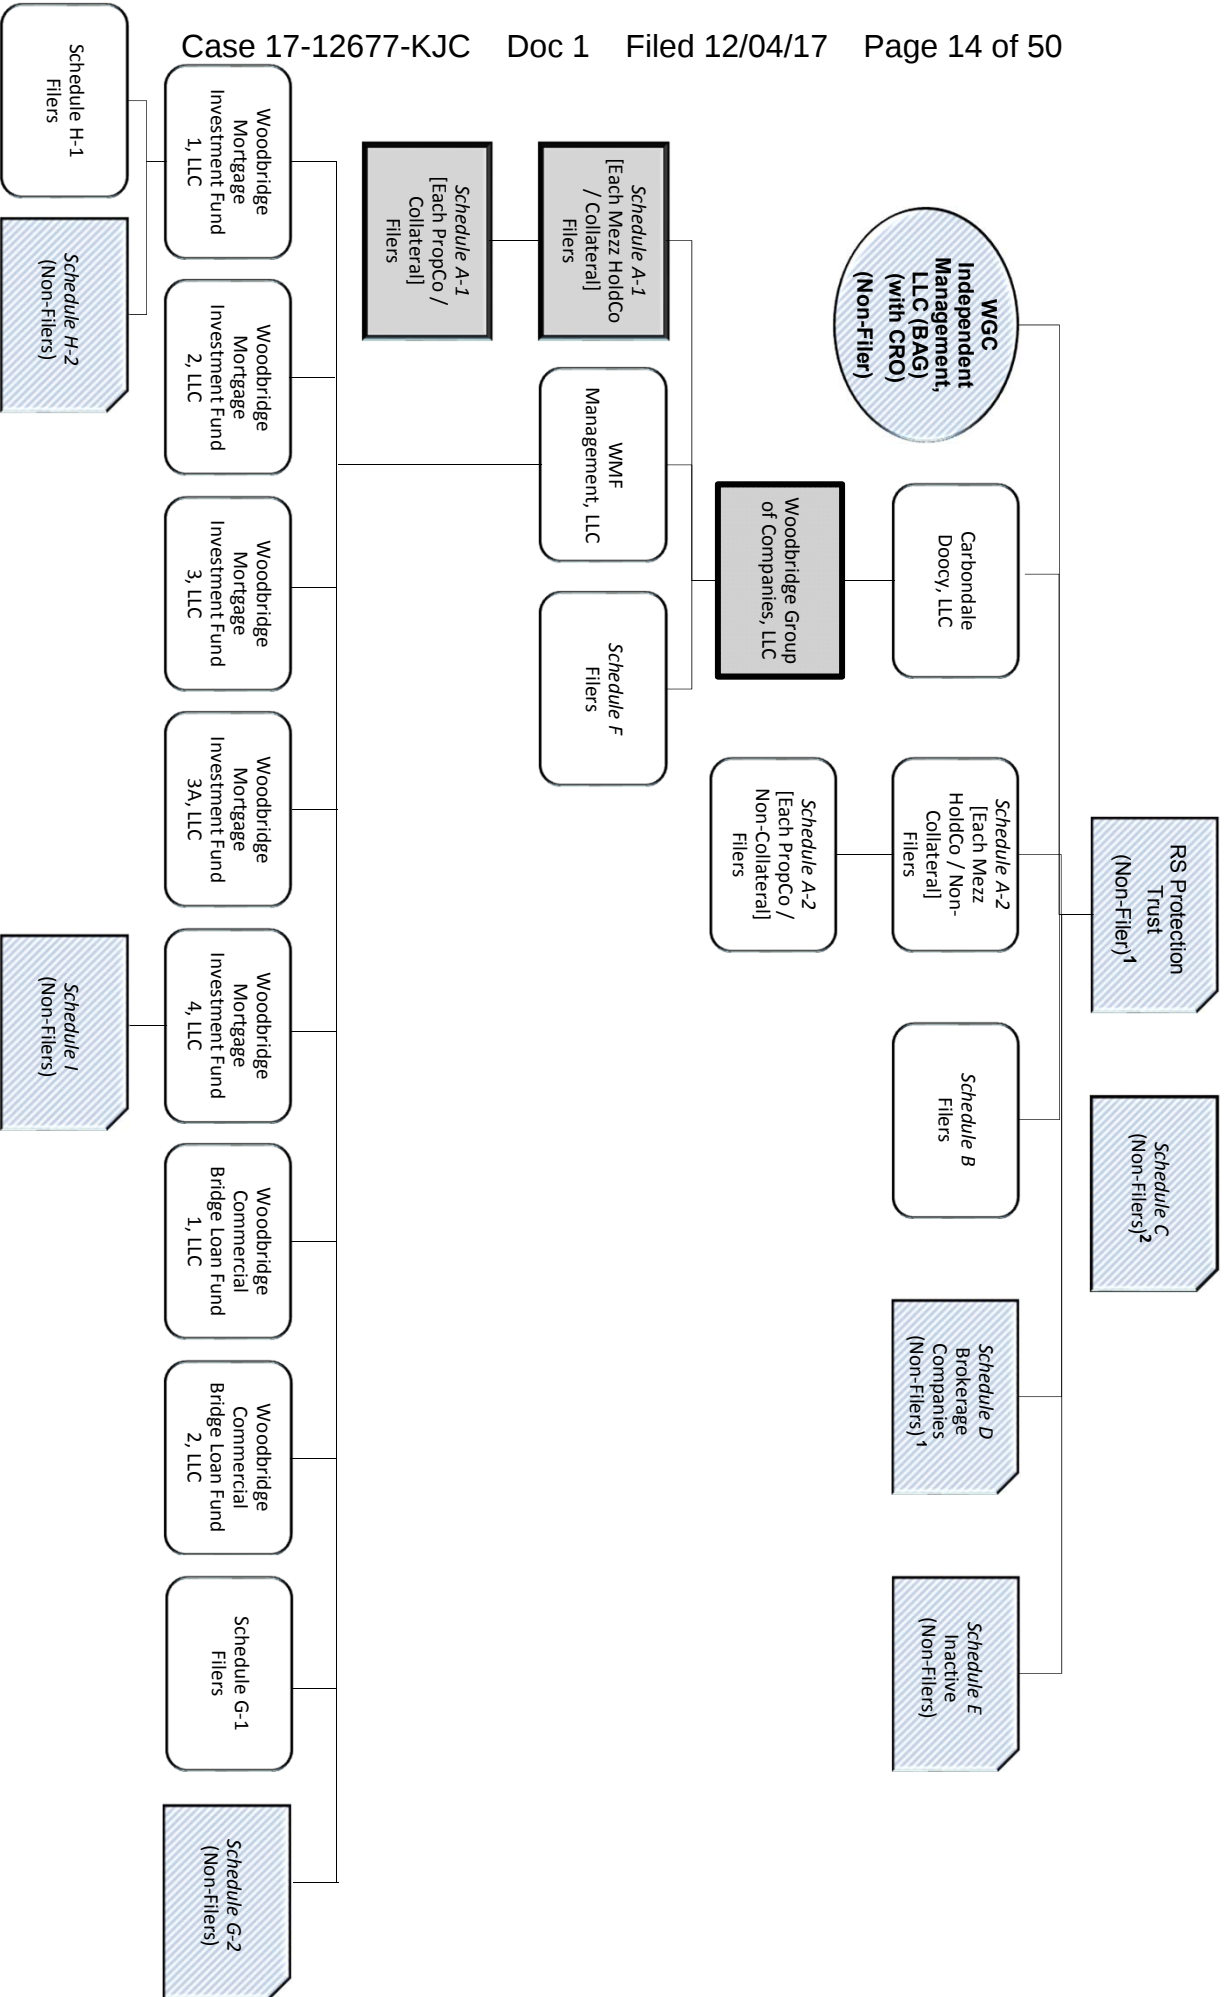 Case 17-12677-KJC Doc 1 Filed 12/04/17 Page 14 of 50
RS Protection
Trust
(Non-Filer)¹
Schedule C
(Non-Filers)²
WGC
Independent
Management,
LLC (BAG)
(with CRO)
(Non-Filer)
Carbondale
Doocy, LLC
Schedule A-2
[Each Mezz
HoldCo / Non-
Collateral]
Filers
Schedule B
Filers
Schedule D
Brokerage
Companies
(Non-Filers) ¹
Schedule E
Inactive
(Non-Filers)
Woodbridge Group
of Companies, LLC
Schedule A-2
[Each PropCo /
Non-Collateral]
Filers
Schedule A-1
[Each Mezz HoldCo
/ Collateral]
Filers
WMF
Management, LLC
Schedule F
Filers
Schedule A-1
[Each PropCo /
Collateral]
Filers
Woodbridge
Mortgage
Investment Fund
1, LLC
Woodbridge
Mortgage
Investment Fund
2, LLC
Woodbridge
Mortgage
Investment Fund
3, LLC
Woodbridge
Mortgage
Investment Fund
3A, LLC
Woodbridge
Mortgage
Investment Fund
4, LLC
Woodbridge
Commercial
Bridge Loan Fund
1, LLC
Woodbridge
Commercial
Bridge Loan Fund
2, LLC
Schedule G-1
Filers
Schedule G-2
(Non-Filers)
Schedule H-1
Filers
Schedule H-2
(Non-Filers)
Schedule I
(Non-Filers)